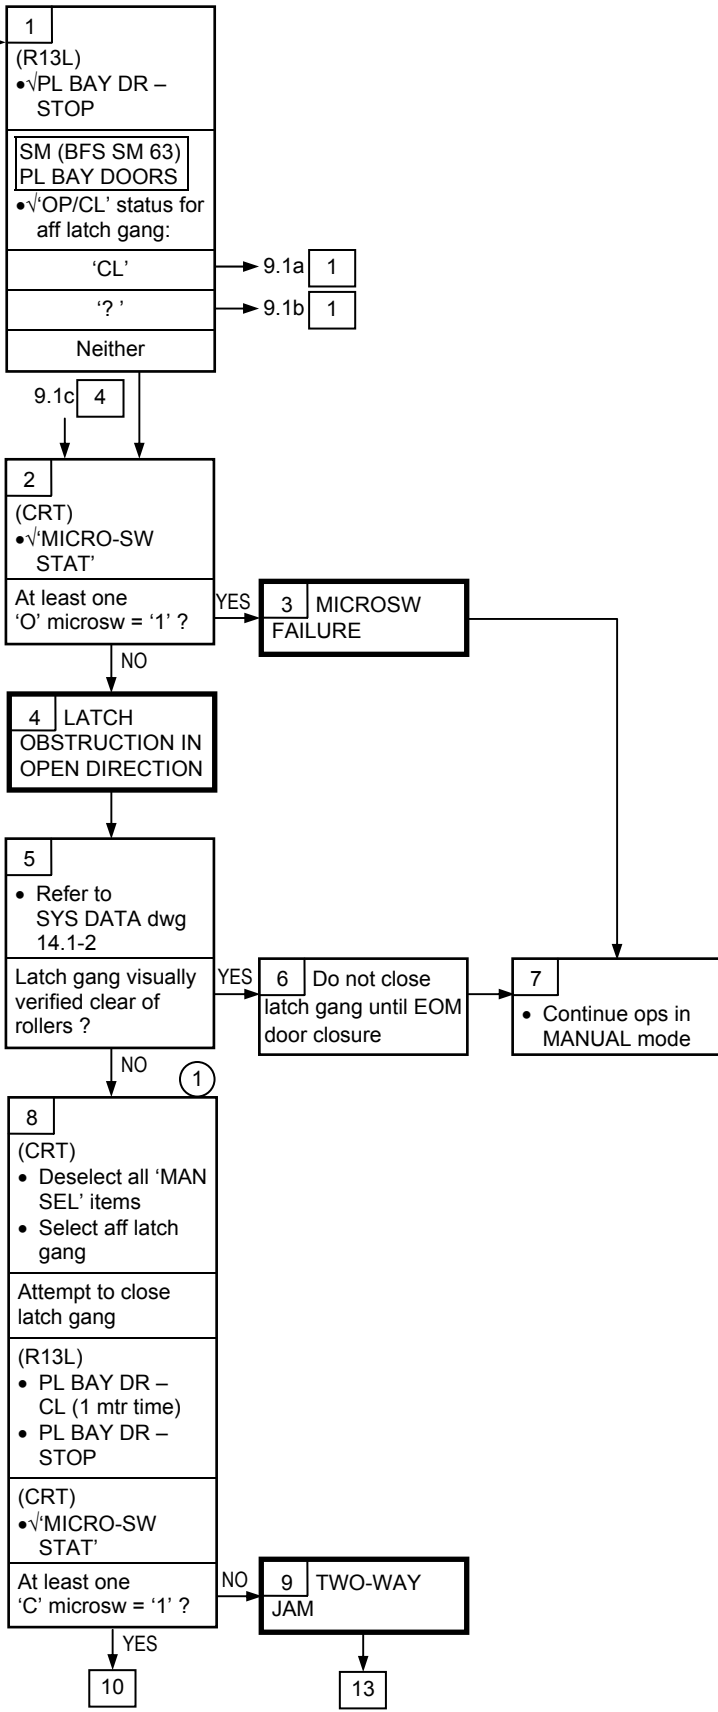 1
(R13L)
•√PL BAY DR –
STOP
SM (BFS SM 63)
PL BAY DOORS
•√'OP/CL' status for
aff latch gang:
'CL'
9.1a 1
'? '
9.1b 1
Neither
9.1c 4
2
(CRT)
•√'MICRO-SW
STAT'
At least one
'O' microsw = '1' ?
YES
3 MICROSW
FAILURE
NO
4 LATCH
OBSTRUCTION IN
OPEN DIRECTION
5
• Refer to
SYS DATA dwg
14.1-2
Latch gang visually
verified clear of
rollers ?
YES
6 Do not close
latch gang until EOM
door closure
7
• Continue ops in
MANUAL mode
NO
1
8
(CRT)
• Deselect all 'MAN
SEL' items
• Select aff latch
gang
Attempt to close
latch gang
(R13L)
• PL BAY DR –
CL (1 mtr time)
• PL BAY DR –
STOP
(CRT)
•√'MICRO-SW
STAT'
At least one
'C' microsw = '1' ?
NO
9 TWO-WAY
JAM
YES
10
13